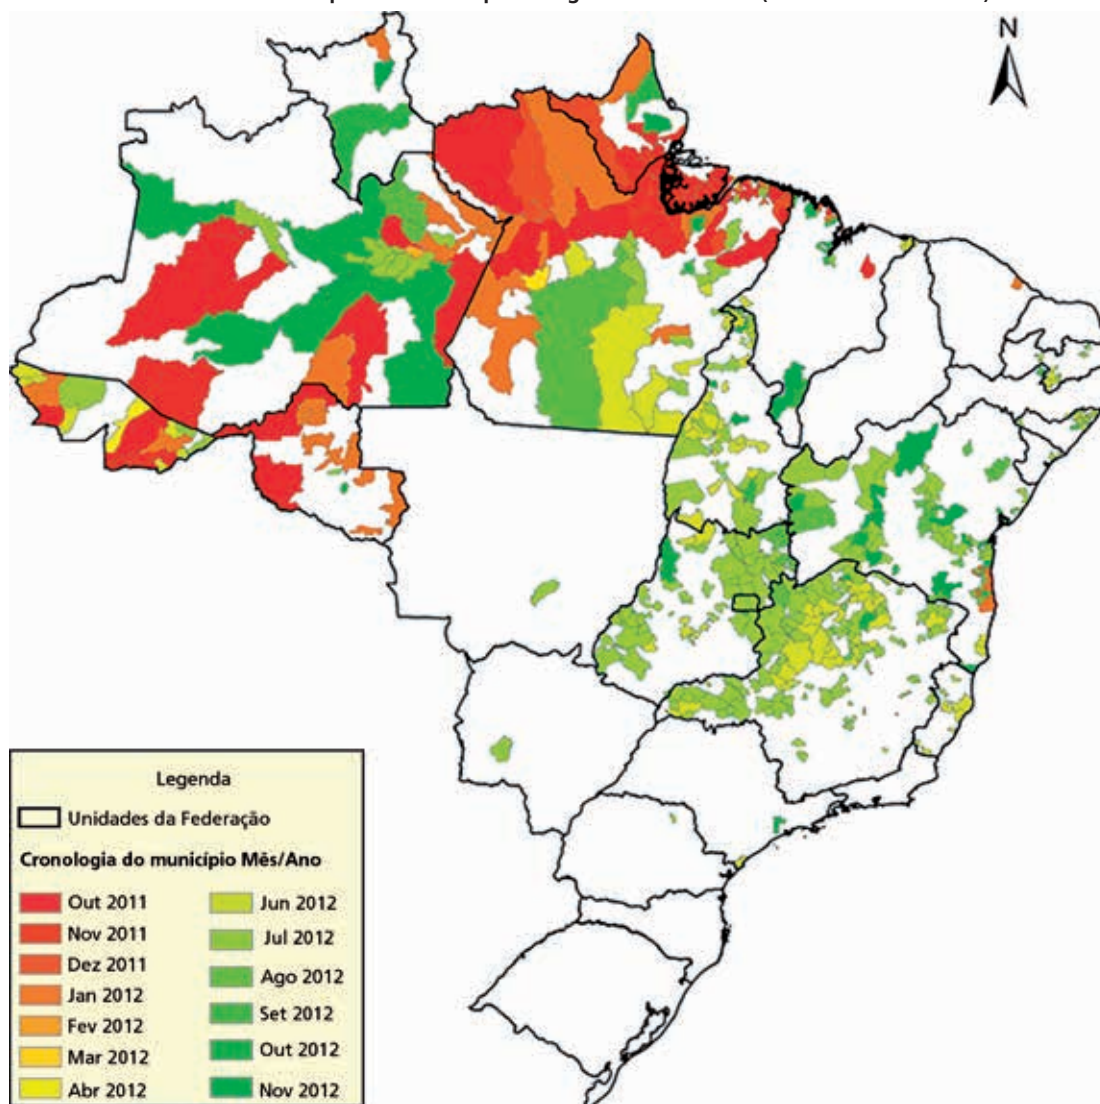 N
Legenda
Unidades da Federação
Cronologia do município Mês/Ano
Out 2011
Nov 2011
Dez 2011
Jan 2012
Fev 2012
Mar 2012
Abr 2012
Jun 2012
Jul 2012
Ago 2012
Set 2012
Out 2012
Nov 2012